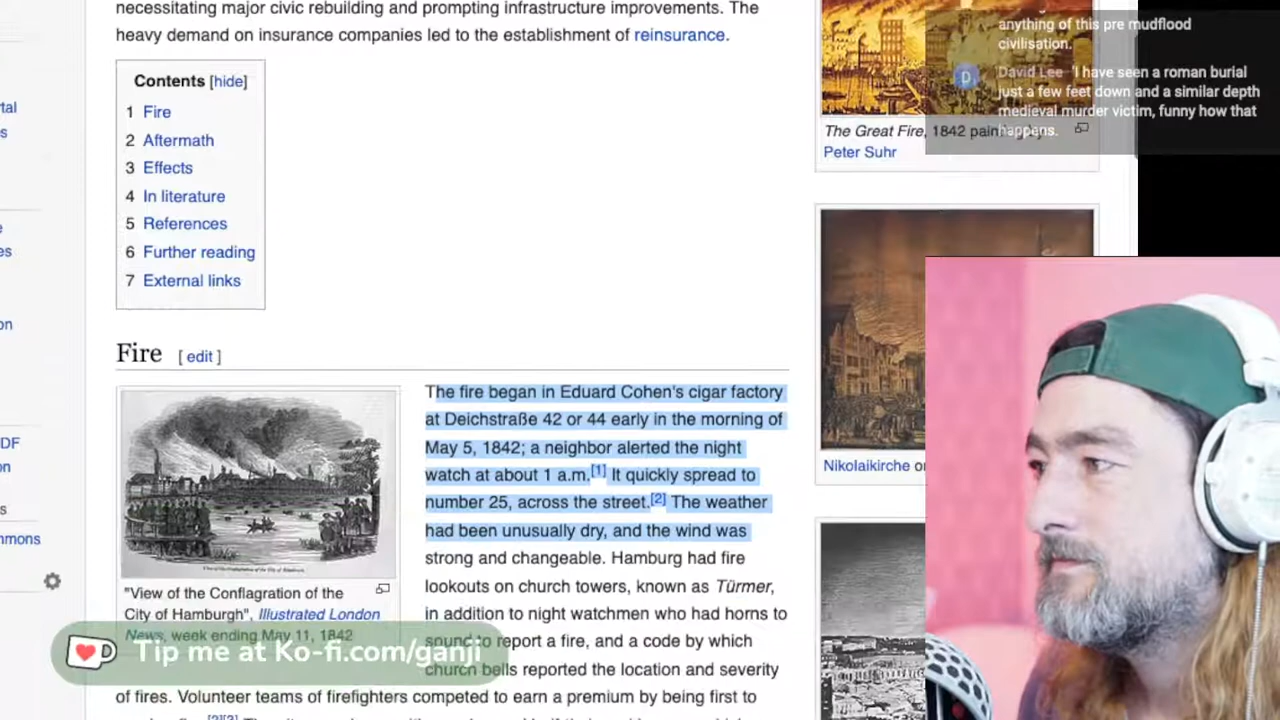 necessitating major civic rebuilding and prompting infrastructure improvements. The
heavy demand on insurance companies led to the establishment of reinsurance.
Contents [hide]
1 Fire
2 Aftermath
3 Effects
4 In literature
5 References
6 Further reading
7 External links
Fire [ edit ]
The fire began in Eduard Cohen's cigar factory
at Deichstraße 42 or 44 early in the morning of
May 5, 1842; a neighbor alerted the night
watch at about 1 a.m.[1] It quickly spread to
number 25, across the street.[2] The weather
had been unusually dry, and the wind was
strong and changeable. Hamburg had fire
lookouts on church towers, known as Türmer,
in addition to night watchmen who had horns to
sound to report a fire, and a code by which
church bells reported the location and severity
of fires. Volunteer teams of firefighters competed to earn a premium by being first to
"View of the Conflagration of the
City of Hamburgh", Illustrated London
News, week ending May 11, 1842
Tip me at Ko-fi.com/ganji
The Great Fire, 1842
Peter Suhr
Nikolaikirche
anything of this pre mudflood
civilisation.
D
David Lee 'I have seen a roman burial
just a few feet down and a similar depth
medieval murder victim, funny how that
happens.
tal
s
es
on
DF
on
s
mmons